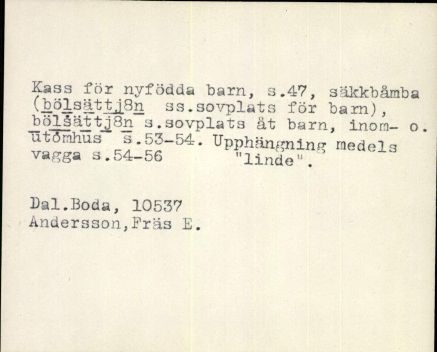 Kass för nyfödda barn, s.47, säkkbåmba
(bölsättj8n ss.sovplats för barn),
bölsättj8n s.sovplats åt barn, inom- o.
utomhus s.53-54. Upphängning medels
vagga s.54-56 "linde".
Dal.Boda, 10537
Andersson,Fräs E.